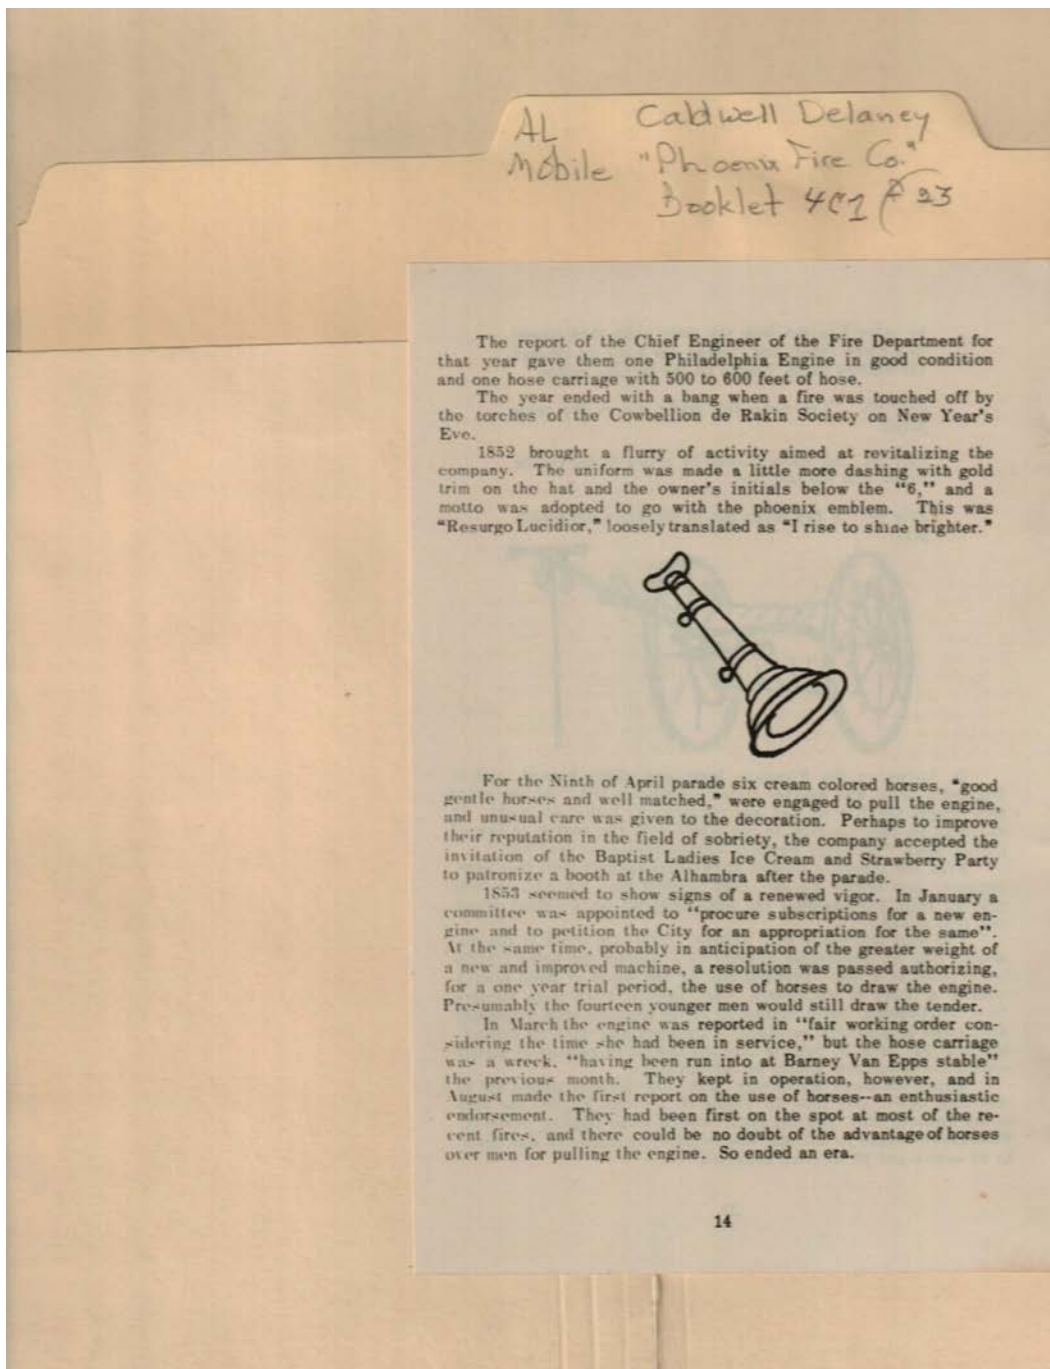 AL Caldwell Delaney
Mobile "Phoenix Fire Co."
Booklet 4C1 F 23
The report of the Chief Engineer of the Fire Department for
that year gave them one Philadelphia Engine in good condition
and one hose carriage with 500 to 600 feet of hose.
The year ended with a bang when a fire was touched off by
the torches of the Cowbellion de Rakin Society on New Year's
Eve.
1852 brought a flurry of activity aimed at revitalizing the
company. The uniform was made a little more dashing with gold
trim on the hat and the owner's initials below the "6," and a
motto was adopted to go with the phoenix emblem. This was
"Resurgo Lucidior," loosely translated as "I rise to shine brighter."
For the Ninth of April parade six cream colored horses, "good
gentle horses and well matched," were engaged to pull the engine,
and unusual care was given to the decoration. Perhaps to improve
their reputation in the field of sobriety, the company accepted the
invitation of the Baptist Ladies Ice Cream and Strawberry Party
to patronize a booth at the Alhambra after the parade.
1853 seemed to show signs of a renewed vigor. In January a
committee was appointed to "procure subscriptions for a new en-
gine and to petition the City for an appropriation for the same".
At the same time, probably in anticipation of the greater weight of
a new and improved machine, a resolution was passed authorizing,
for a one year trial period, the use of horses to draw the engine.
Presumably the fourteen younger men would still draw the tender.
In March the engine was reported in "fair working order con-
sidering the time she had been in service," but the hose carriage
was a wreck, "having been run into at Barney Van Epps stable"
the previous month. They kept in operation, however, and in
August made the first report on the use of horses--an enthusiastic
endorsement. They had been first on the spot at most of the re-
cent fires, and there could be no doubt of the advantage of horses
over men for pulling the engine. So ended an era.
14